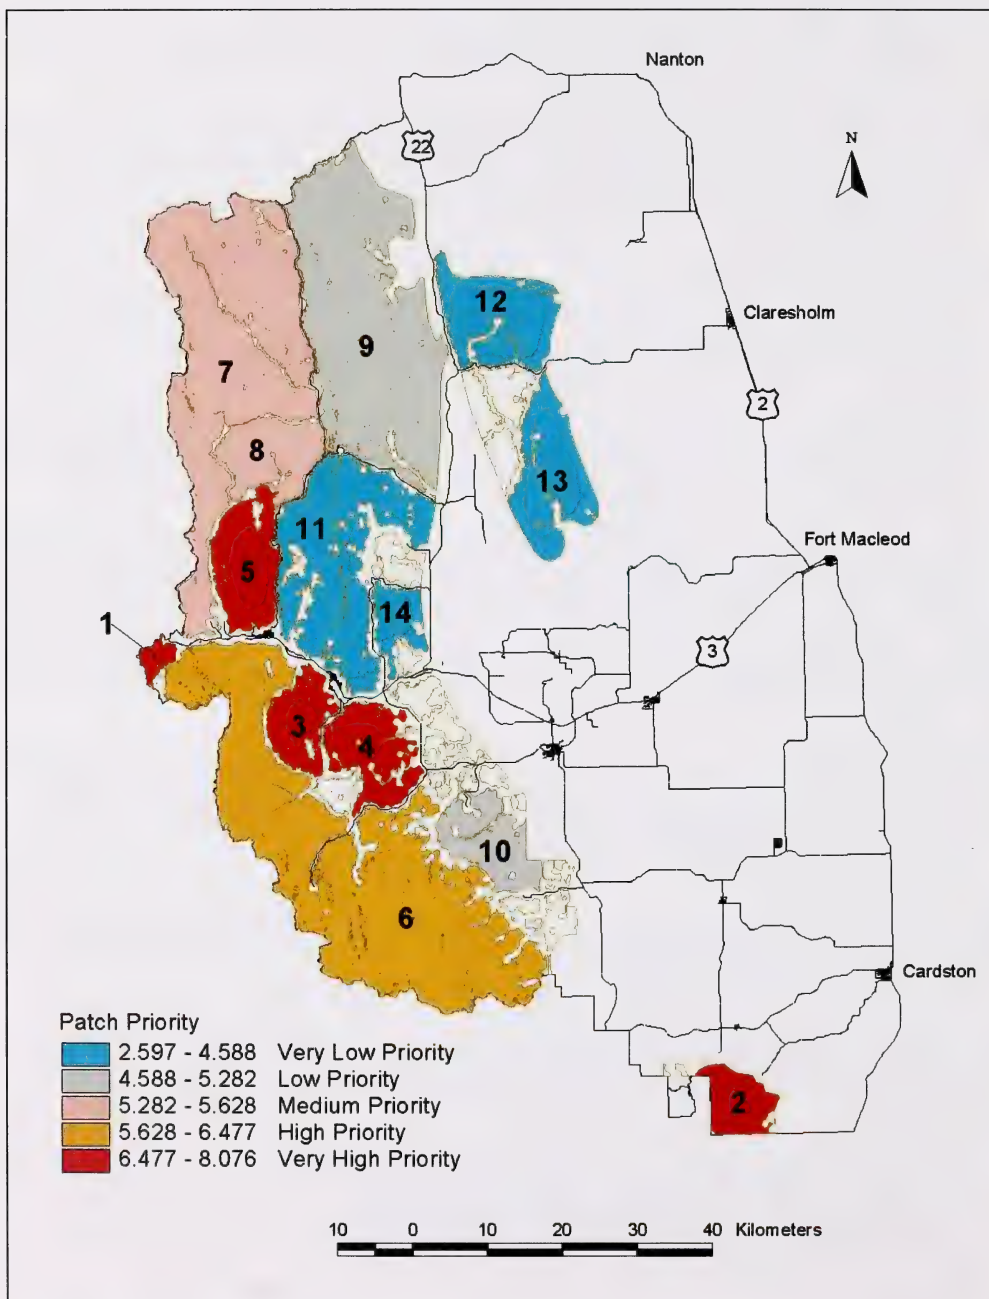 Nanton
22
N
12
Claresholm
9
7
2
8
13
11
Fort Macleod
5
14
1
3
3
4
10
6
Cardston
Patch Priority
2.597 - 4.588 Very Low Priority
4.588 - 5.282 Low Priority
5.282 - 5.628 Medium Priority
5.628 - 6.477 High Priority
6.477 - 8.076 Very High Priority
2
10 0 10 20 30 40 Kilometers